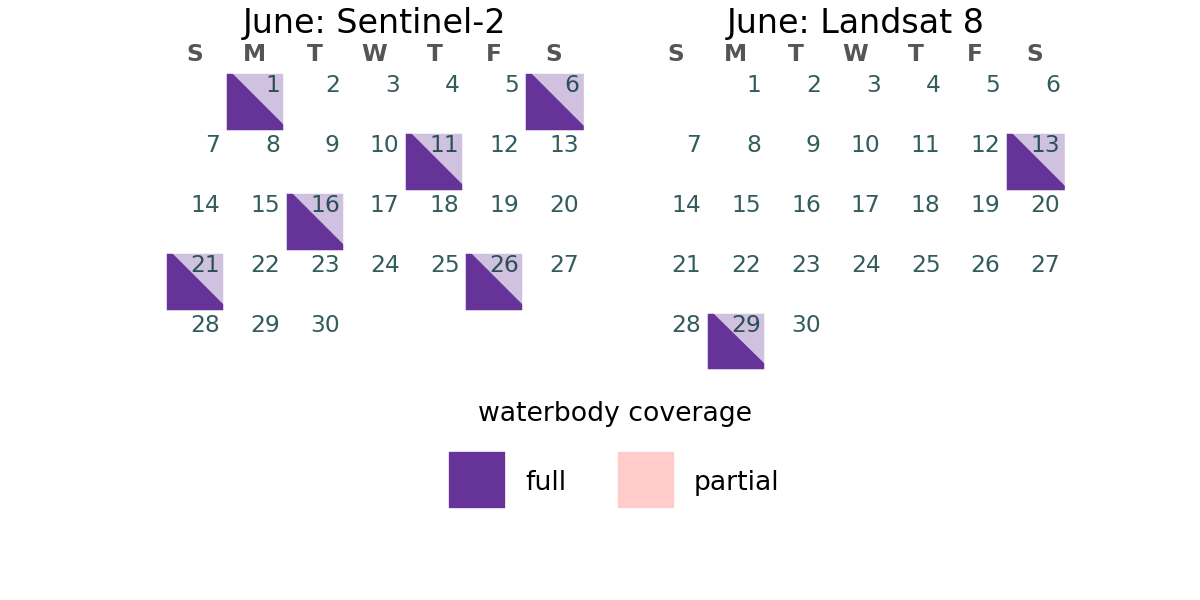 June: Sentinel-2
S M T W T F S
1 2 3 4 5 6
7 8 9 10 11 12 13
14 15 16 17 18 19 20
21 22 23 24 25 26 27
28 29 30
June: Landsat 8
S M T W T F S
1 2 3 4 5 6
7 8 9 10 11 12 13
14 15 16 17 18 19 20
21 22 23 24 25 26 27
28 29 30
waterbody coverage
full partial